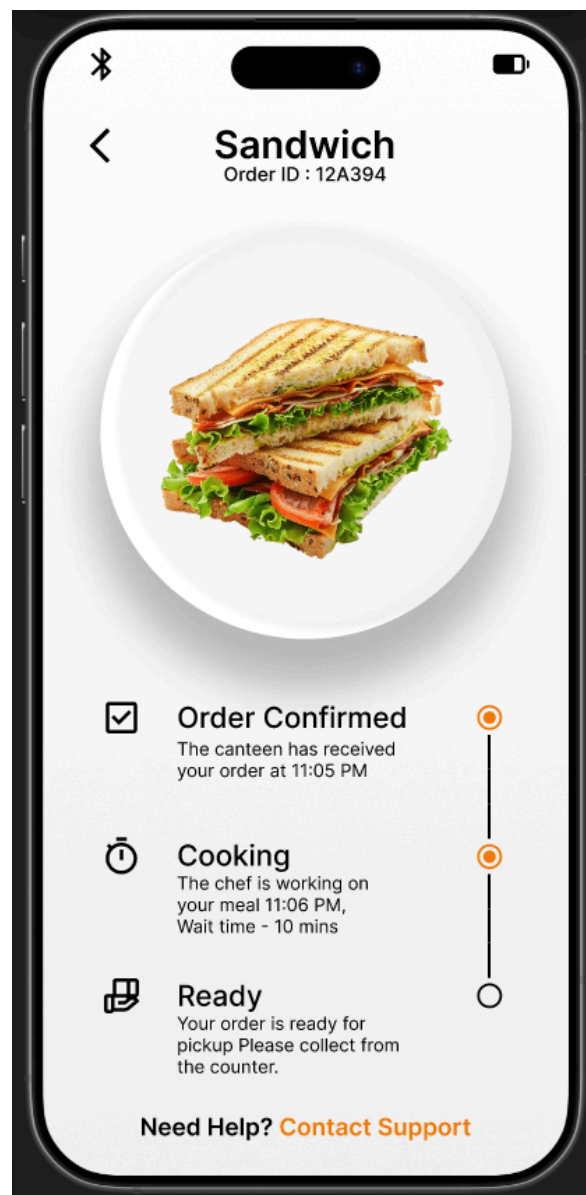 Sandwich
Order ID : 12A394
Order Confirmed
The canteen has received
your order at 11:05 PM
Cooking
The chef is working on
your meal 11:06 PM,
Wait time - 10 mins
Ready
Your order is ready for
pickup Please collect from
the counter.
Need Help? Contact Support